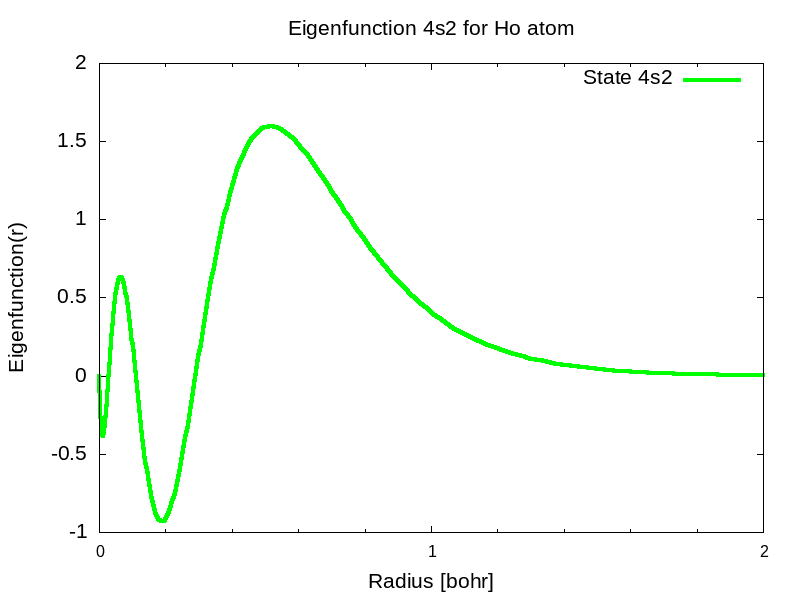 Eigenfunction 4s2 for Ho atom
State 4s2
2
1.5
1
0.5
0
-0.5
-1
Eigenfunction(r)
0 1 2
Radius [bohr]